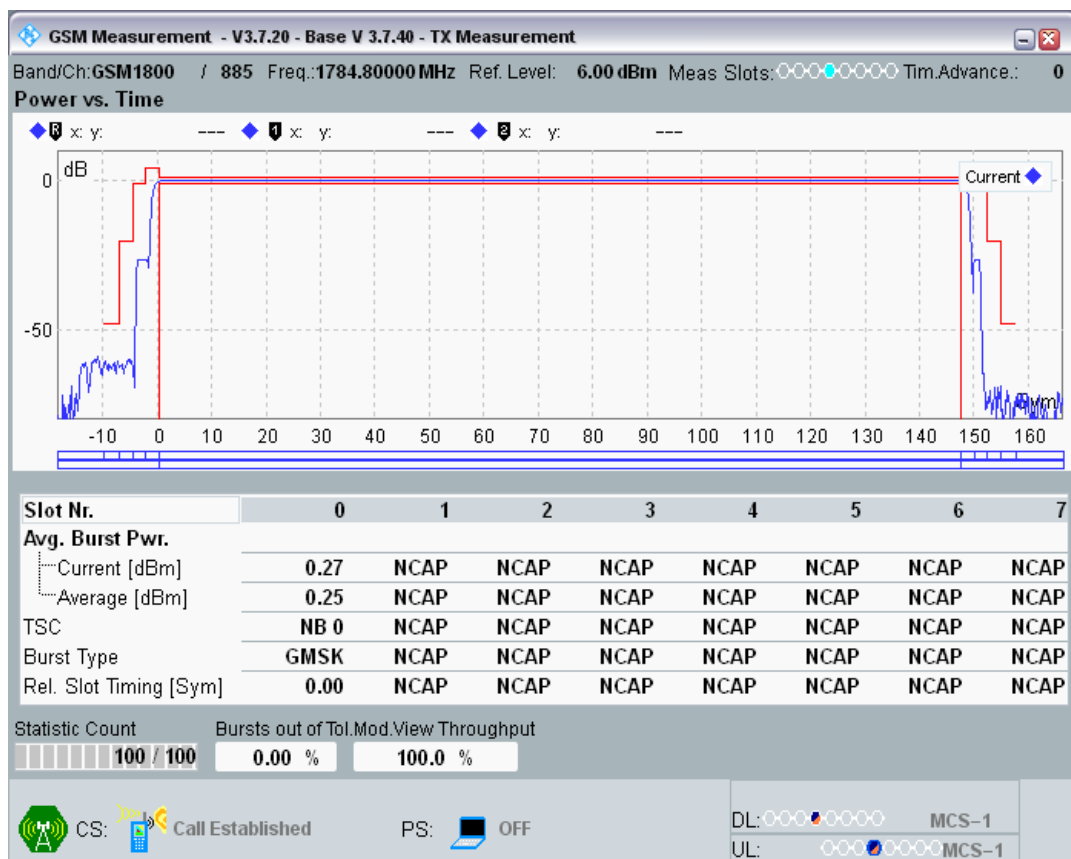 GSM Measurement - V3.7.20 - Base V 3.7.40 - TX Measurement
Band/Ch:GSM1800 / 885 Freq.:1784.80000 MHz Ref. Level: 6.00 dBm Meas Slots: Tim.Advance.: 0
Power vs. Time
R x: y: --- 1 x: y: --- 2 x: y: ---
dB
Current
0
-50
Sym
-10 0 10 20 30 40 50 60 70 80 90 100 110 120 130 140 150 160
Slot Nr. 0 1 2 3 4 5 6 7
Avg. Burst Pwr.
Current [dBm] 0.27 NCAP NCAP NCAP NCAP NCAP NCAP NCAP
Average [dBm] 0.25 NCAP NCAP NCAP NCAP NCAP NCAP NCAP
TSC NB 0 NCAP NCAP NCAP NCAP NCAP NCAP NCAP
Burst Type GMSK NCAP NCAP NCAP NCAP NCAP NCAP NCAP
Rel. Slot Timing [Sym] 0.00 NCAP NCAP NCAP NCAP NCAP NCAP NCAP
Statistic Count Bursts out of Tol. Mod.View Throughput
100 / 100 0.00 % 100.0 %
CS: Call Established PS: OFF DL: MCS-1
UL: MCS-1